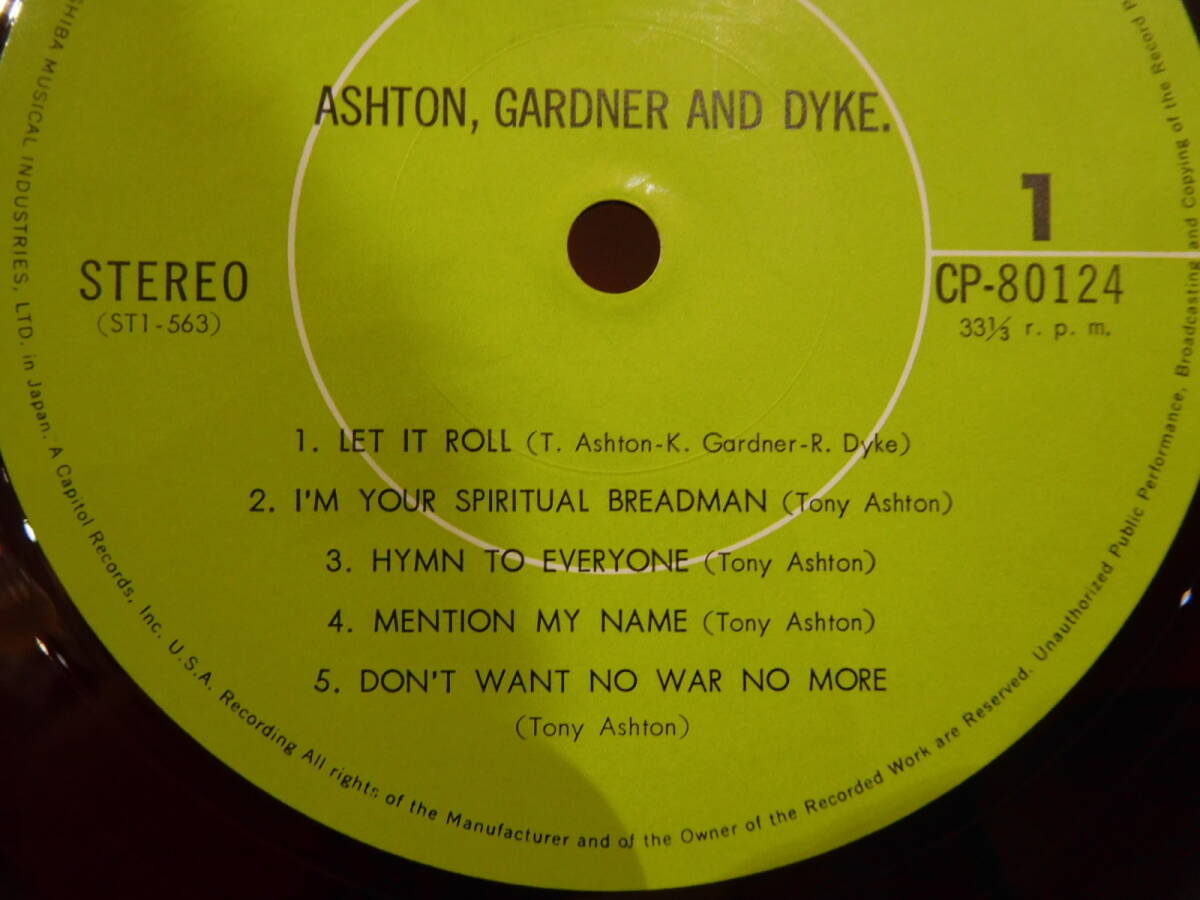 ASHTON, GARDNER AND DYKE.
1
STEREO
(ST1-563)
CP-80124
33⅓ r. p. m.
1. LET IT ROLL (T. Ashton-K. Gardner-R. Dyke)
2. I'M YOUR SPIRITUAL BREADMAN (Tony Ashton)
3. HYMN TO EVERYONE (Tony Ashton)
4. MENTION MY NAME (Tony Ashton)
5. DON'T WANT NO WAR NO MORE
(Tony Ashton)
MUSICAL INDUSTRIES, LTD. in Japan. A Capitol Records, Inc. U.S.A. Recording All rights of the Manufacturer and of the Owner of the Recorded Work are Reserved. Unauthorized Public Performance, Broadcasting and Copying of the Record